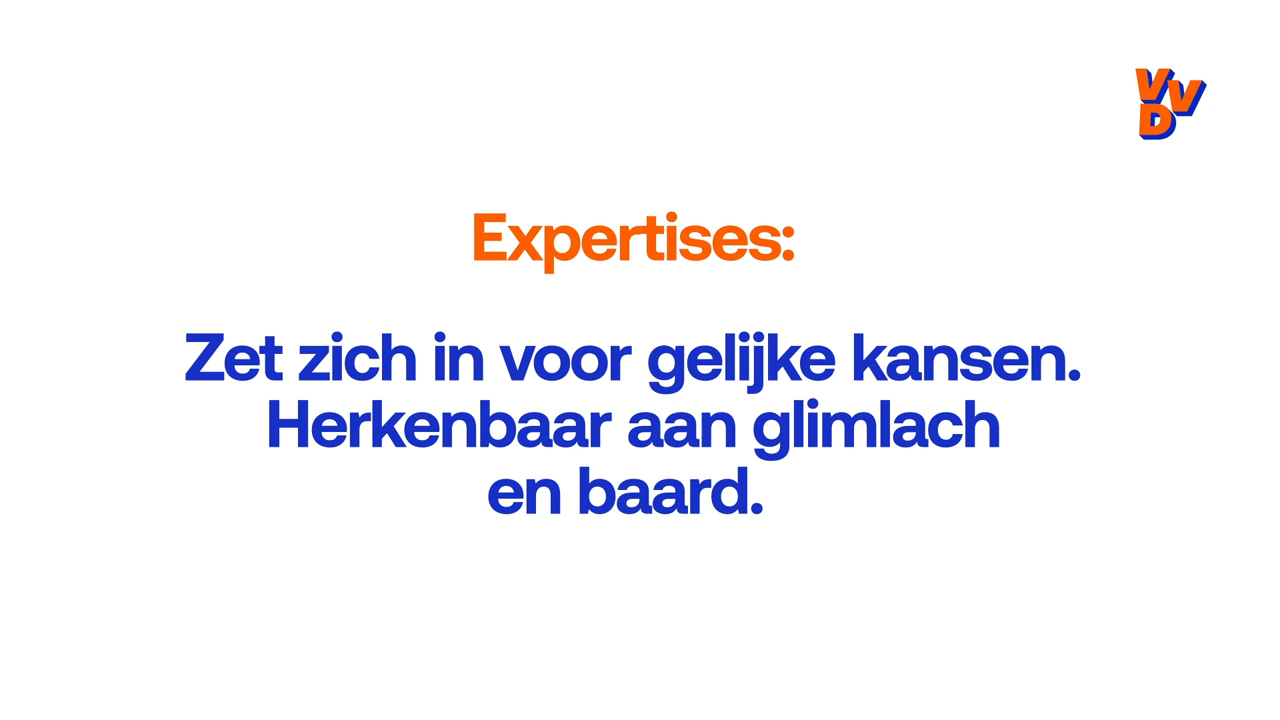 VVD
Expertises:
Zet zich in voor gelijke kansen.
Herkenbaar aan glimlach
en baard.